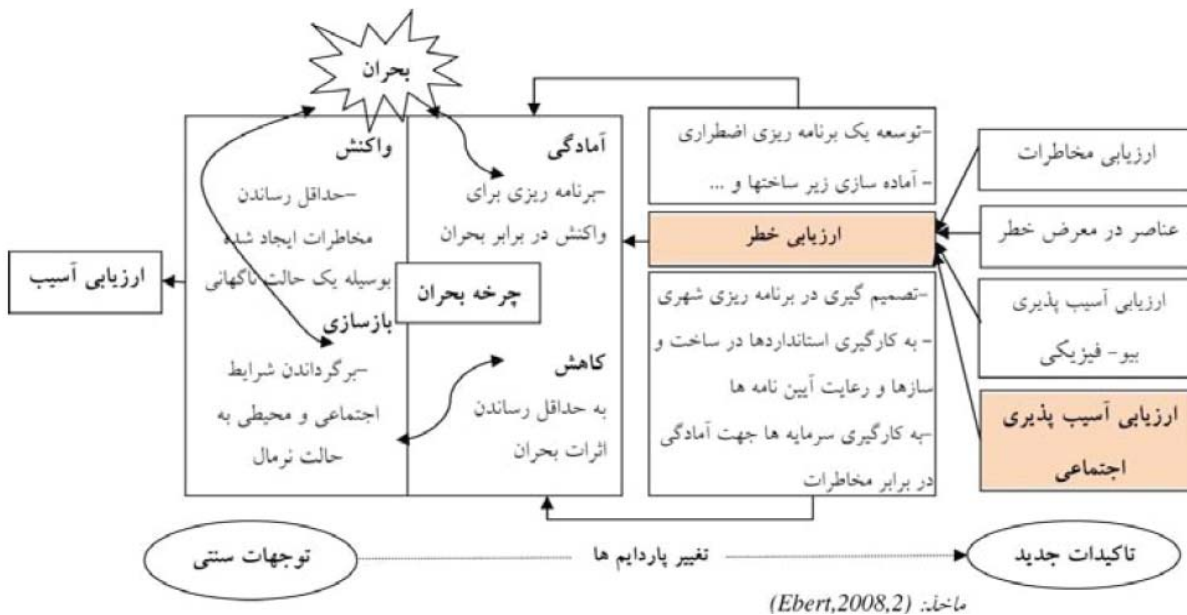 بحران
ارزیابی مخاطرات
عناصر در معرض خطر
ارزیابی آسیب پذیری
بیو- فیزیکی
ارزیابی آسیب پذیری
اجتماعی
-توسعه یک برنامه ریزی اضطراری
- آماده سازی زیر ساختها و ...
ارزیابی خطر
-تصمیم گیری در برنامه ریزی شهری
- به کارگیری استانداردها در ساخت و
سازها و رعایت آیین نامه ها
-به کارگیری سرمایه ها جهت آمادگی
در برابر مخاطرات
آمادگی
-برنامه ریزی برای
واکنش در برابر بحران
چرخه بحران
کاهش
به حداقل رساندن
اثرات بحران
واکنش
-حداقل رساندن
مخاطرات ایجاد شده
بوسیله یک حالت ناگهانی
بازسازی
-برگرداندن شرایط
اجتماعی و محیطی به
حالت نرمال
ارزیابی آسیب
تاکیدات جدید
تغییر پاردایم ها
توجهات سنتی
ماخذ: (Ebert,2008,2)